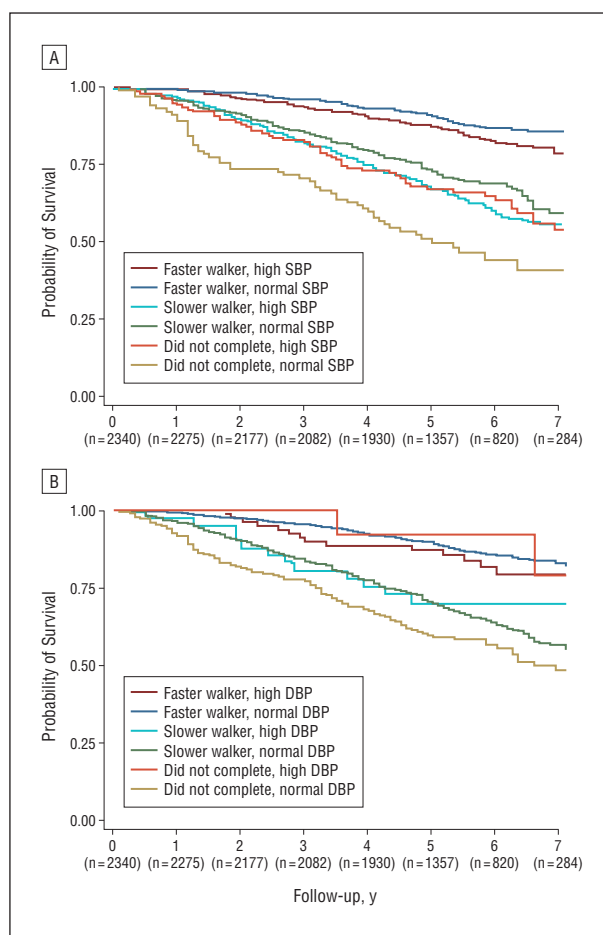 A
1.00
0.75
0.50
0.25
0.00
Probability of Survival
Faster walker, high SBP
Faster walker, normal SBP
Slower walker, high SBP
Slower walker, normal SBP
Did not complete, high SBP
Did not complete, normal SBP
0 1 2 3 4 5 6 7
(n=2340) (n=2275) (n=2177) (n=2082) (n=1930) (n=1357) (n=820) (n=284)
B
1.00
0.75
0.50
0.25
0.00
Probability of Survival
Faster walker, high DBP
Faster walker, normal DBP
Slower walker, high DBP
Slower walker, normal DBP
Did not complete, high DBP
Did not complete, normal DBP
0 1 2 3 4 5 6 7
(n=2340) (n=2275) (n=2177) (n=2082) (n=1930) (n=1357) (n=820) (n=284)
Follow-up, y